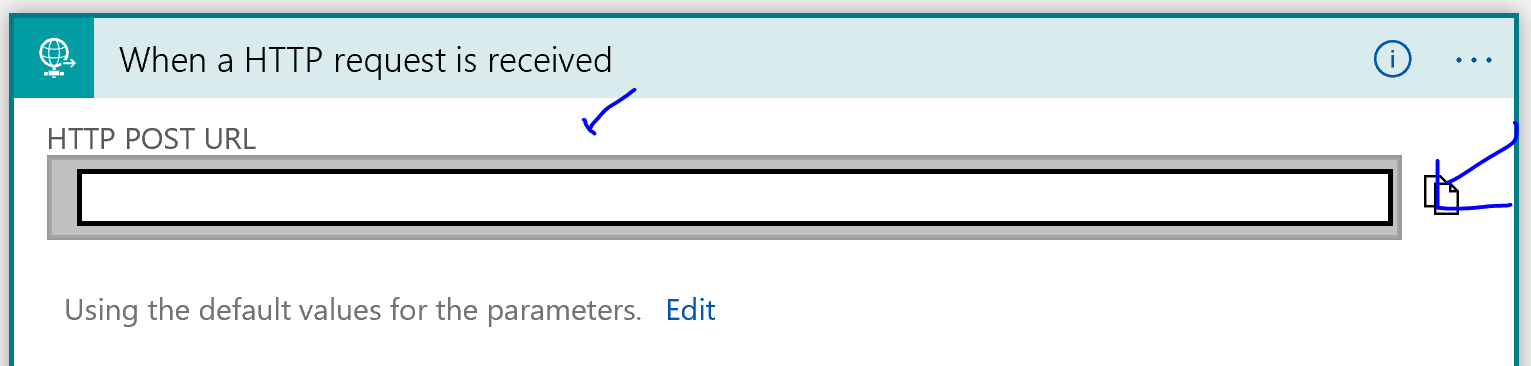 When a HTTP request is received
HTTP POST URL
Using the default values for the parameters. Edit